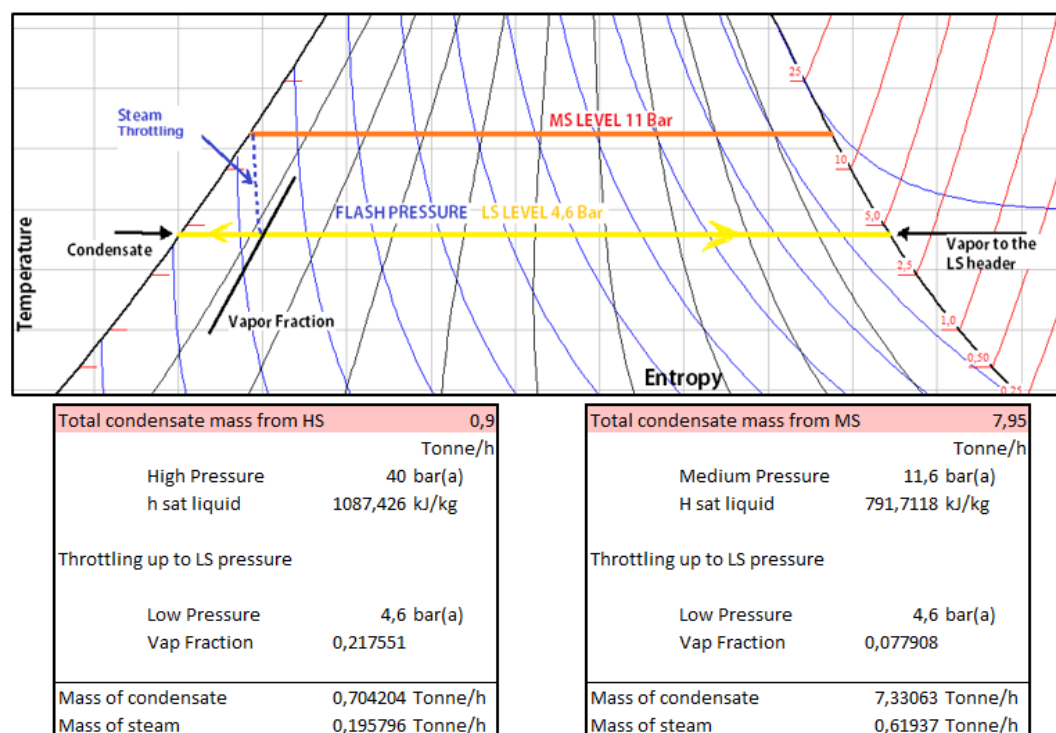 Steam
Throttling
MS LEVEL 11 Bar
25
10
FLASH PRESSURE LS LEVEL 4,6 Bar
5,0
Condensate
Vapor to the
LS header
2,5
Temperature
Vapor Fraction
1,0
0,50
Entropy
0,25
Total condensate mass from HS 0,9
Tonne/h
High Pressure 40 bar(a)
h sat liquid 1087,426 kJ/kg
Throttling up to LS pressure
Low Pressure 4,6 bar(a)
Vap Fraction 0,217551
Mass of condensate 0,704204 Tonne/h
Mass of steam 0,195796 Tonne/h
Total condensate mass from MS 7,95
Tonne/h
Medium Pressure 11,6 bar(a)
H sat liquid 791,7118 kJ/kg
Throttling up to LS pressure
Low Pressure 4,6 bar(a)
Vap Fraction 0,077908
Mass of condensate 7,33063 Tonne/h
Mass of steam 0,61937 Tonne/h